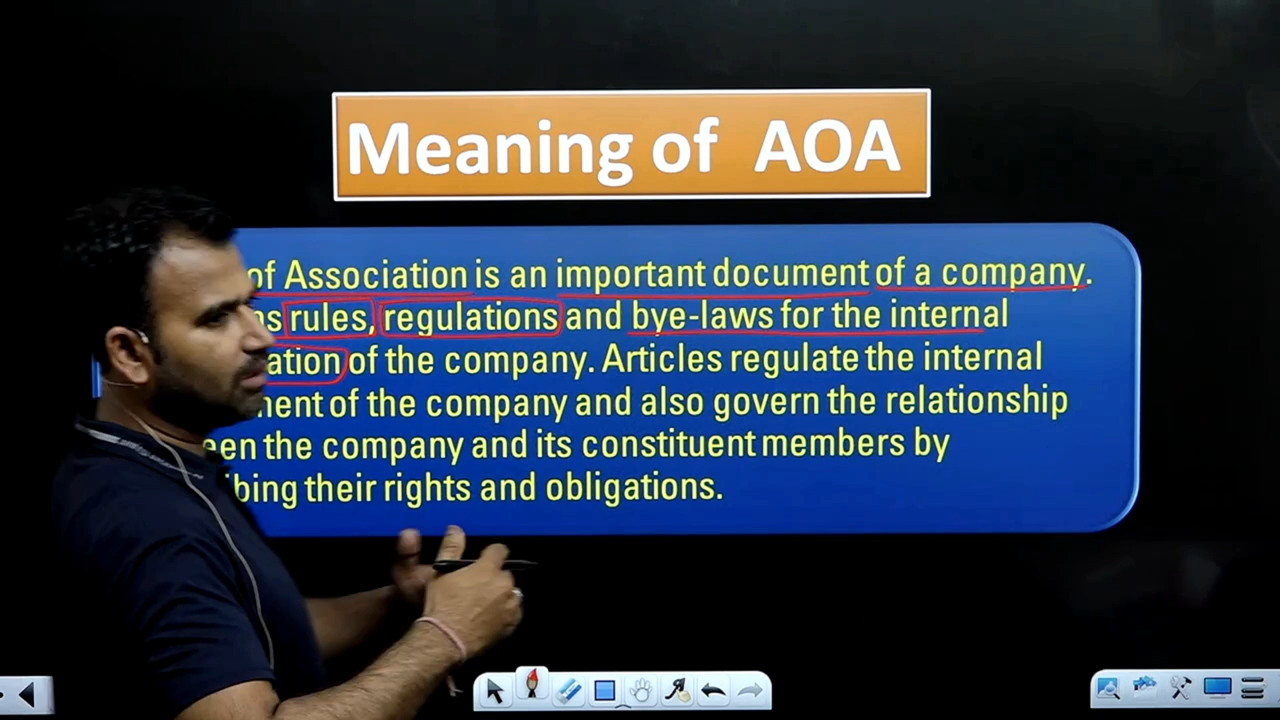 Meaning of AOA
of Association is an important document of a company.
ns rules, regulations and bye-laws for the internal
ation of the company. Articles regulate the internal
ment of the company and also govern the relationship
een the company and its constituent members by
ibing their rights and obligations.